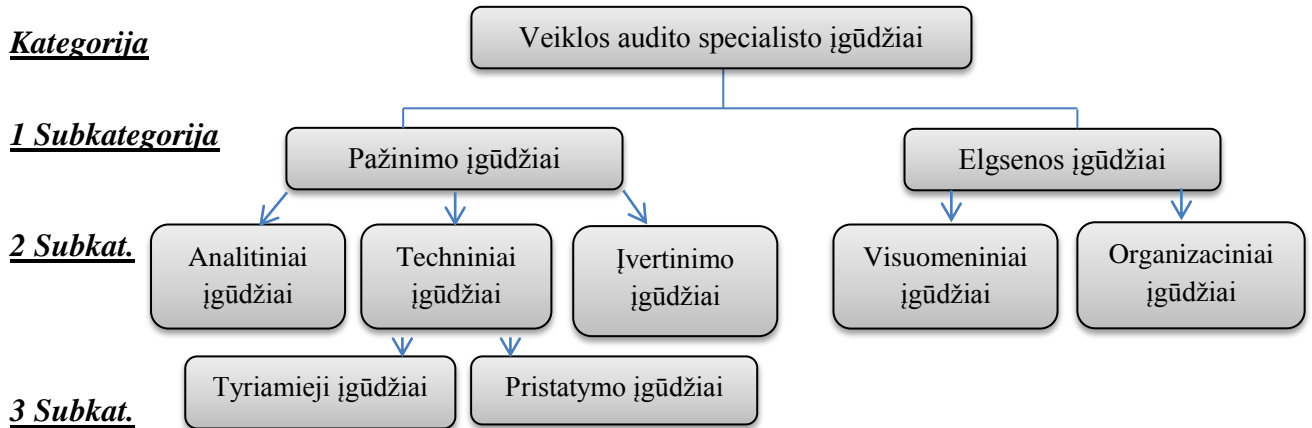 Kategorija
Veiklos audito specialisto įgūdžiai
1 Subkategorija
Pažinimo įgūdžiai
Elgsenos įgūdžiai
2 Subkat.
Analitiniai
įgūdžiai
Techniniai
įgūdžiai
Įvertinimo
įgūdžiai
Visuomeniniai
įgūdžiai
Organizaciniai
įgūdžiai
3 Subkat.
Tyriamieji įgūdžiai
Pristatymo įgūdžiai